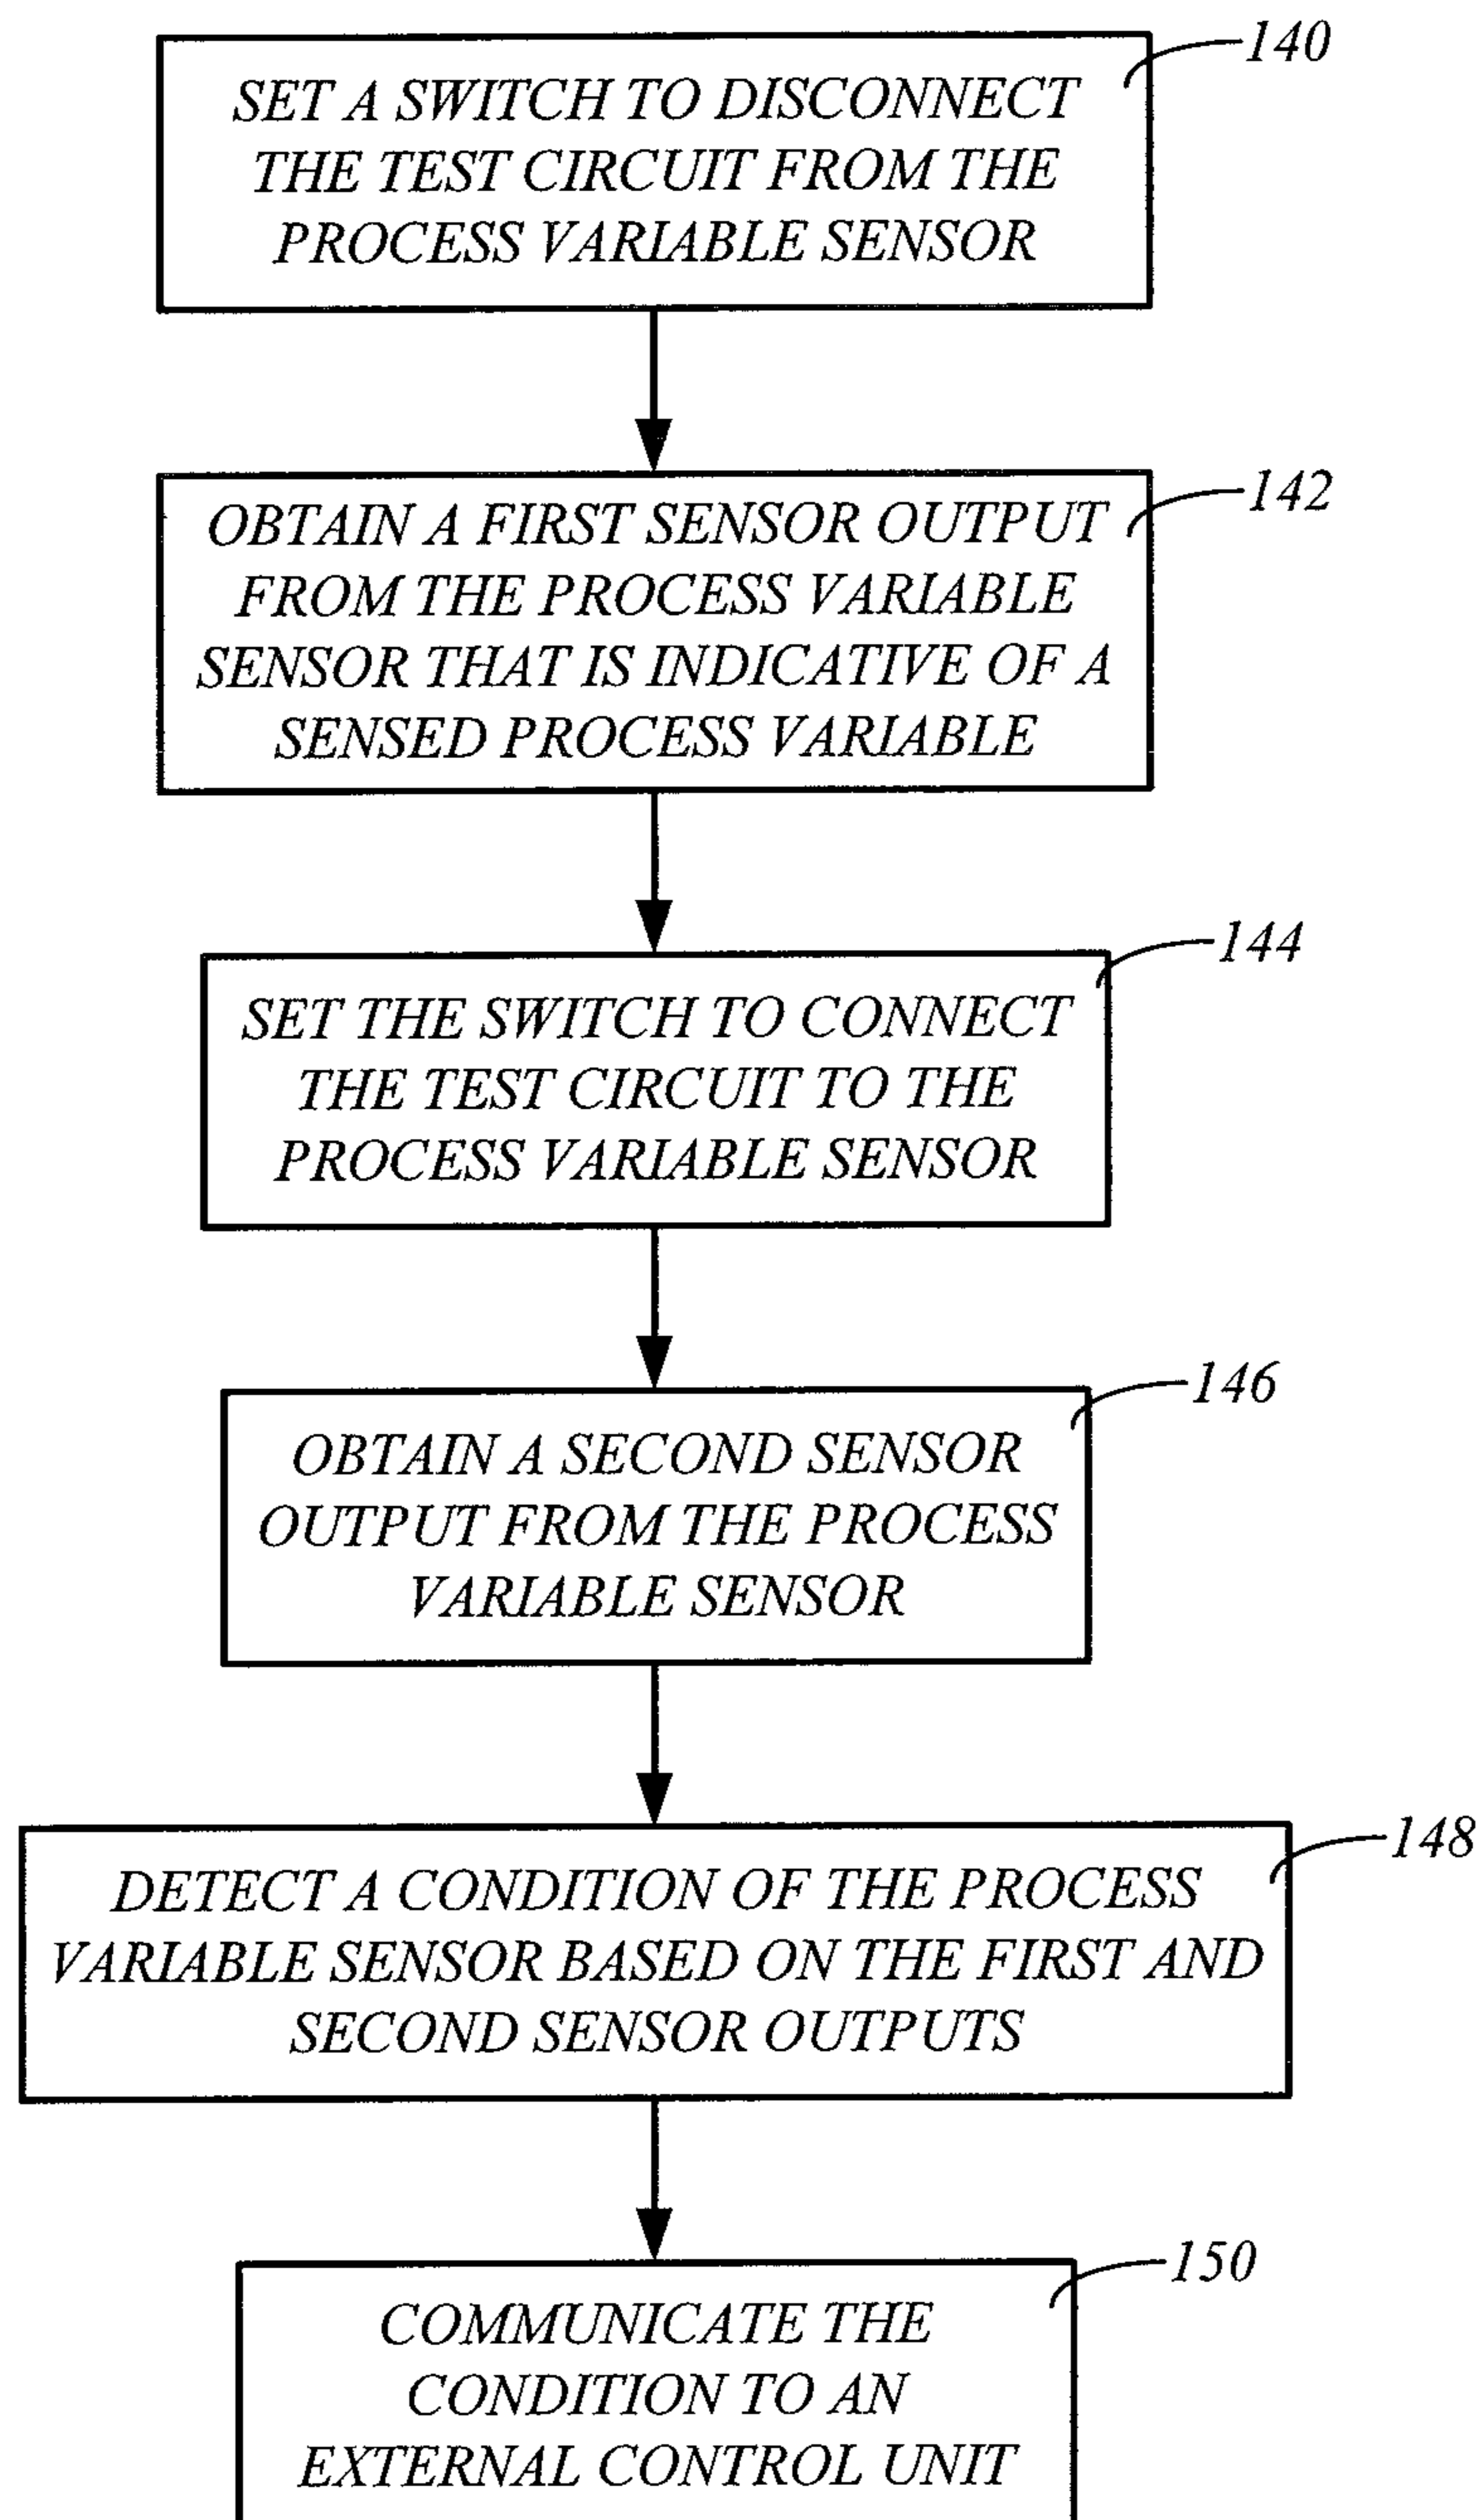 140
SET A SWITCH TO DISCONNECT
THE TEST CIRCUIT FROM THE
PROCESS VARIABLE SENSOR
142
OBTAIN A FIRST SENSOR OUTPUT
FROM THE PROCESS VARIABLE
SENSOR THAT IS INDICATIVE OF A
SENSED PROCESS VARIABLE
144
SET THE SWITCH TO CONNECT
THE TEST CIRCUIT TO THE
PROCESS VARIABLE SENSOR
146
OBTAIN A SECOND SENSOR
OUTPUT FROM THE PROCESS
VARIABLE SENSOR
148
DETECT A CONDITION OF THE PROCESS
VARIABLE SENSOR BASED ON THE FIRST AND
SECOND SENSOR OUTPUTS
150
COMMUNICATE THE
CONDITION TO AN
EXTERNAL CONTROL UNIT